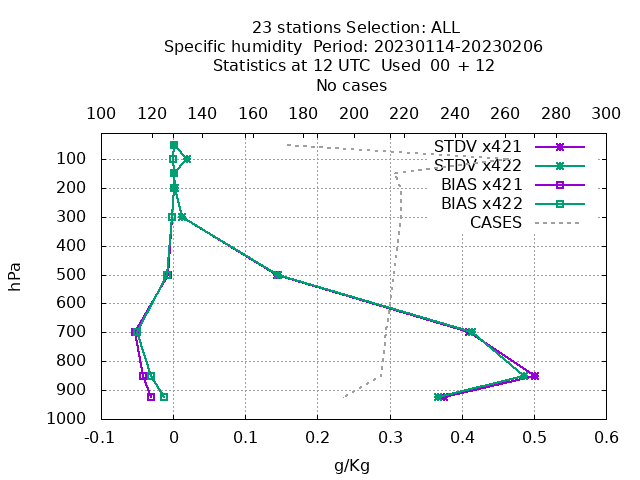 23 stations Selection: ALL
Specific humidity  Period: 20230114-20230206
Statistics at 12 UTC  Used  00 + 12
No cases
100 120 140 160 180 200 220 240 260 280 300
STDV x421
STDV x422
BIAS x421
BIAS x422
CASES
100
200
300
400
500
600
700
800
900
1000
hPa
-0.1 0 0.1 0.2 0.3 0.4 0.5 0.6
g/Kg